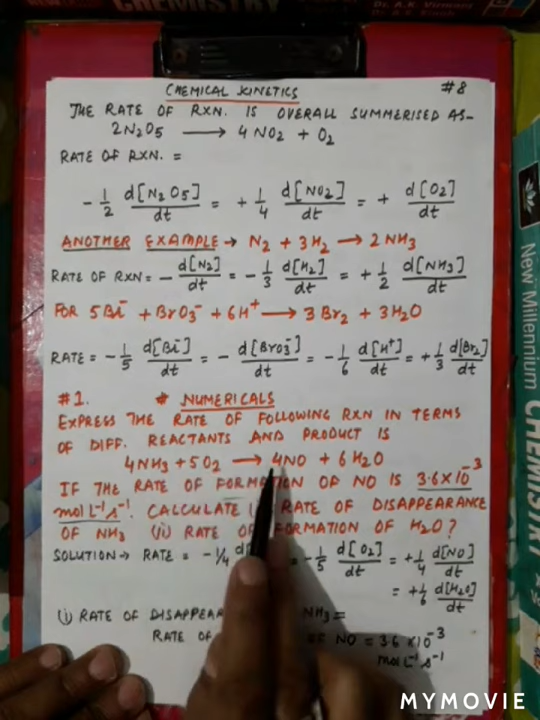 Dr. A.K. Virmani
CHEMICAL KINETICS #8
THE RATE OF RXN. IS OVERALL SUMMERISED AS-
2N₂O₅ ⟶ 4NO₂ + O₂
RATE OF RXN. =
-1/2 d[N₂O₅]/dt = +1/4 d[NO₂]/dt = + d[O₂]/dt
ANOTHER EXAMPLE → N₂ + 3H₂ → 2NH₃
RATE OF RXN = - d[N₂]/dt = -1/3 d[H₂]/dt = +1/2 d[NH₃]/dt
FOR 5Bi⁻ + BrO₃⁻ + 6H⁺ ⟶ 3Br₂ + 3H₂O
RATE = -1/5 d[Bi⁻]/dt = - d[BrO₃⁻]/dt = -1/6 d[H⁺]/dt = +1/3 d[Br₂]/dt
#1. # NUMERICALS
EXPRESS THE RATE OF FOLLOWING RXN IN TERMS
OF DIFF. REACTANTS AND PRODUCT IS
4NH₃ + 5O₂ ⟶ 4NO + 6H₂O
IF THE RATE OF FORMATION OF NO IS 3.6×10⁻³
mol L⁻¹ s⁻¹. CALCULATE RATE OF DISAPPEARANCE
OF NH₃ (ii) RATE OF FORMATION OF H₂O?
SOLUTION → RATE = -1/4 = -1/5 d[O₂]/dt = +1/4 d[NO]/dt
= +1/6 d[H₂O]/dt
(i) RATE OF DISAPPEAR NH₃ =
RATE OF NO = 3.6×10⁻³
mol L⁻¹ s⁻¹
New Millennium
MYMOVIE